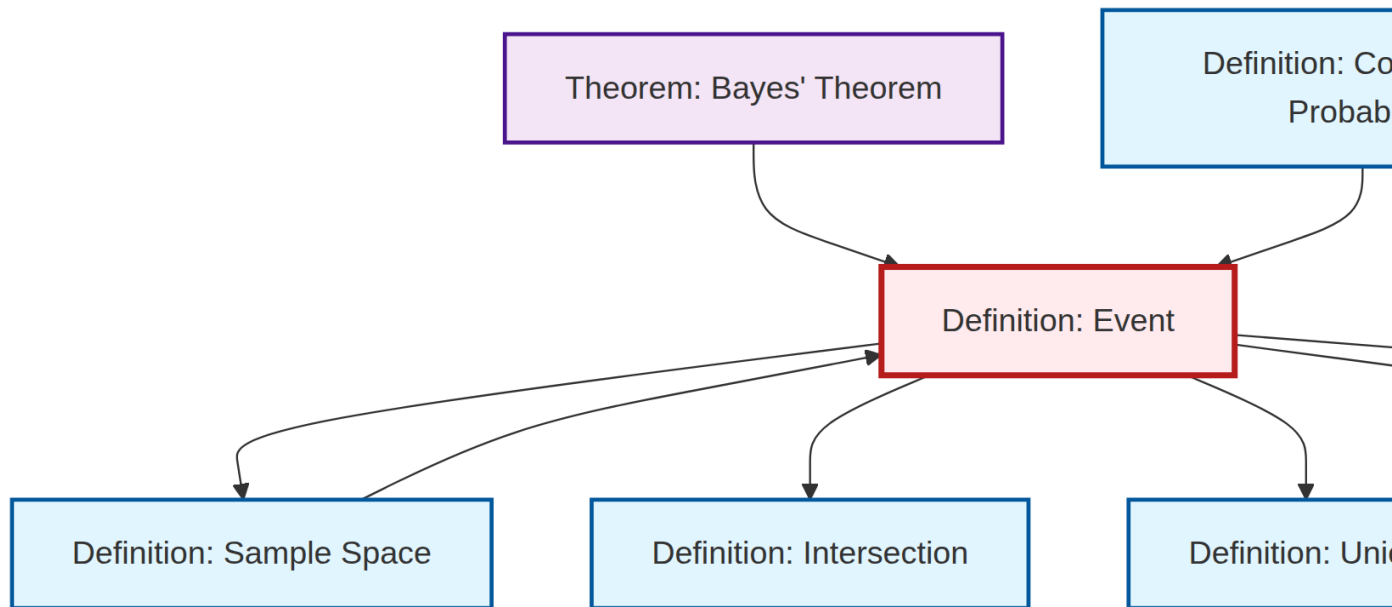 Theorem: Bayes' Theorem
Definition: Co
Probab
Definition: Event
Definition: Sample Space
Definition: Intersection
Definition: Uni